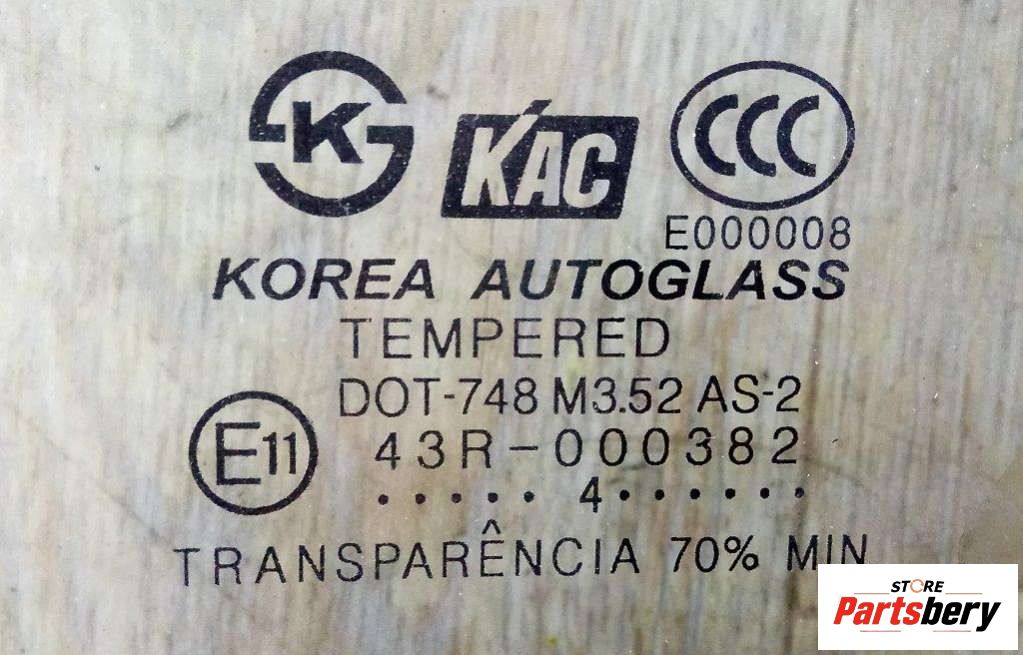 K
KAC
CCC
E000008
KOREA AUTOGLASS
TEMPERED
DOT-748 M3.52 AS-2
E11
43R-000382
.....4......
TRANSPARÊNCIA 70% MIN
STORE
Partsbery